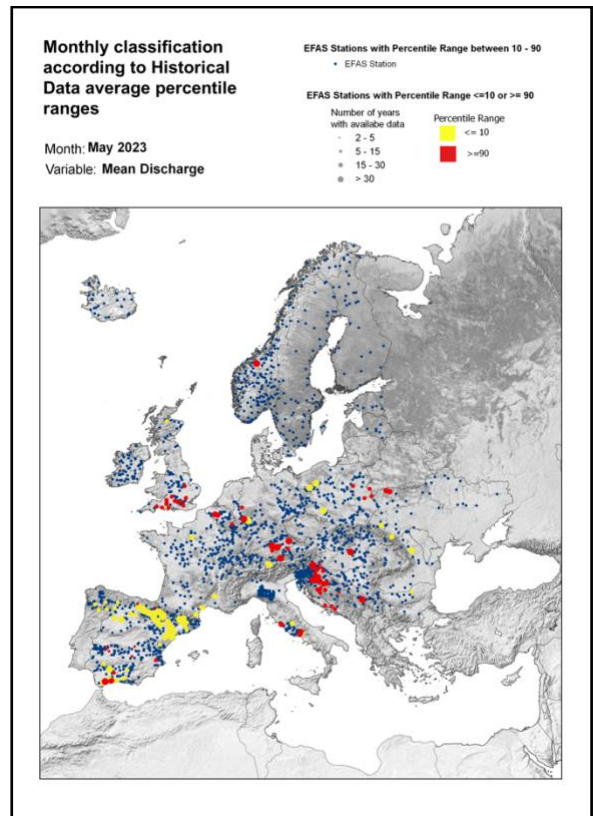 Monthly classification
according to Historical
Data average percentile
ranges
Month: May 2023
Variable: Mean Discharge
EFAS Stations with Percentile Range between 10 - 90
EFAS Station
EFAS Stations with Percentile Range <=10 or >= 90
Number of years
with availabe data
2 - 5
5 - 15
15 - 30
> 30
Percentile Range
<= 10
>=90